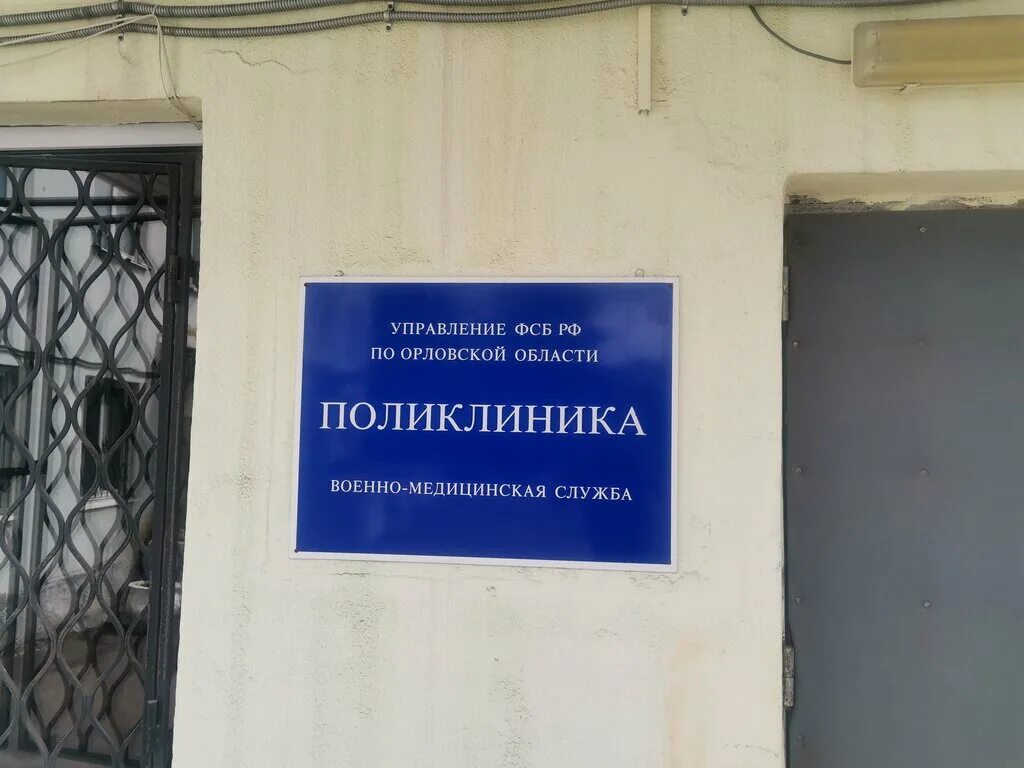 УПРАВЛЕНИЕ ФСБ РФ
ПО ОРЛОВСКОЙ ОБЛАСТИ
ПОЛИКЛИНИКА
ВОЕННО-МЕДИЦИНСКАЯ СЛУЖБА